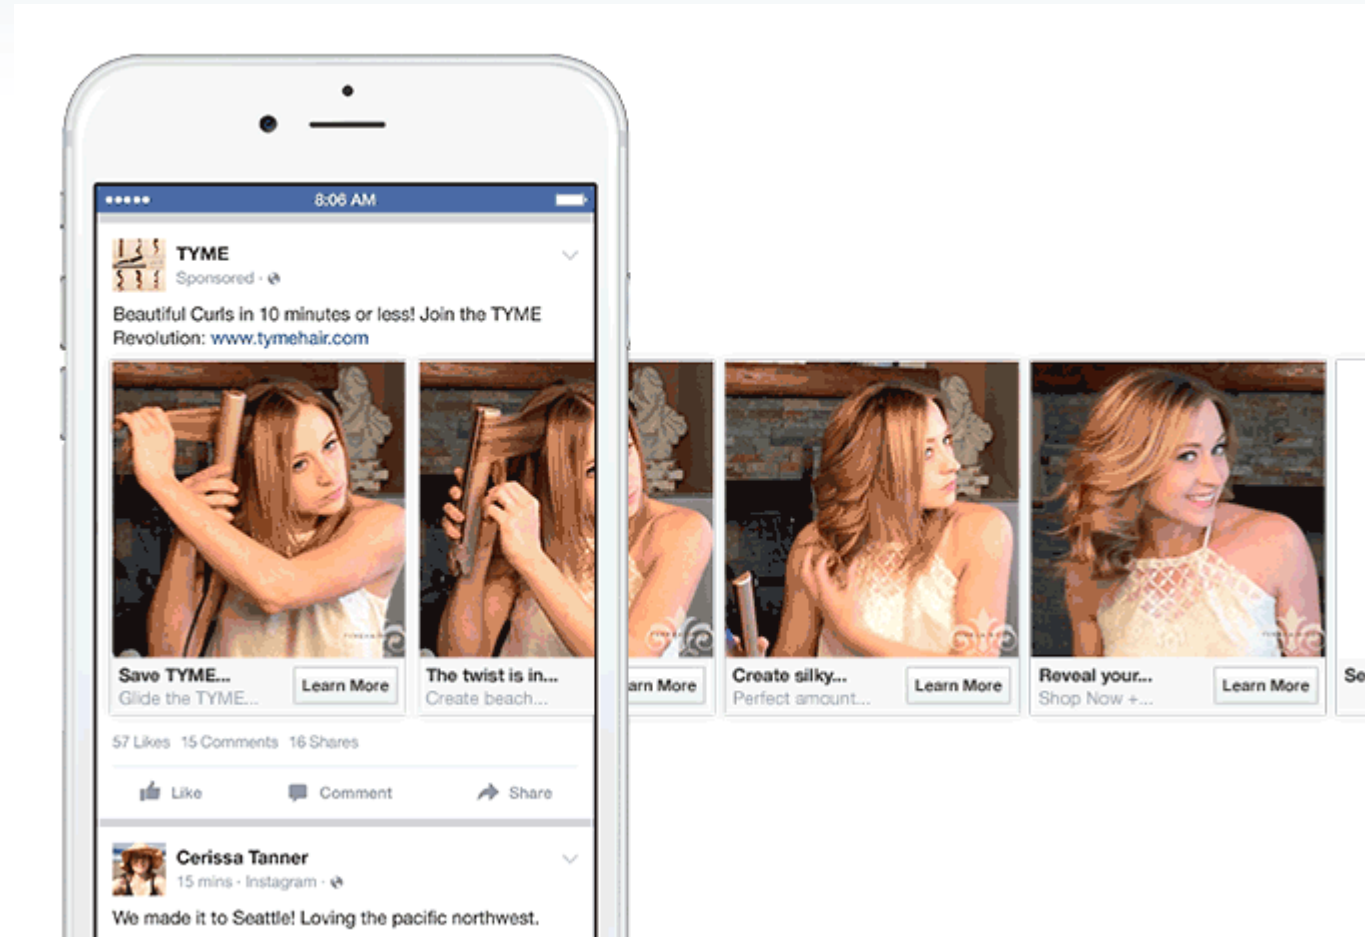 8:06 AM
TYME
Sponsored ·
Beautiful Curls in 10 minutes or less! Join the TYME
Revolution: www.tymehair.com
Save TYME...
Glide the TYME...
Learn More
The twist is in...
Create beach...
arn More
Create silky...
Perfect amount...
Learn More
Reveal your...
Shop Now +...
Learn More
Se
57 Likes 15 Comments 16 Shares
Like Comment Share
Cerissa Tanner
15 mins · Instagram ·
We made it to Seattle! Loving the pacific northwest.